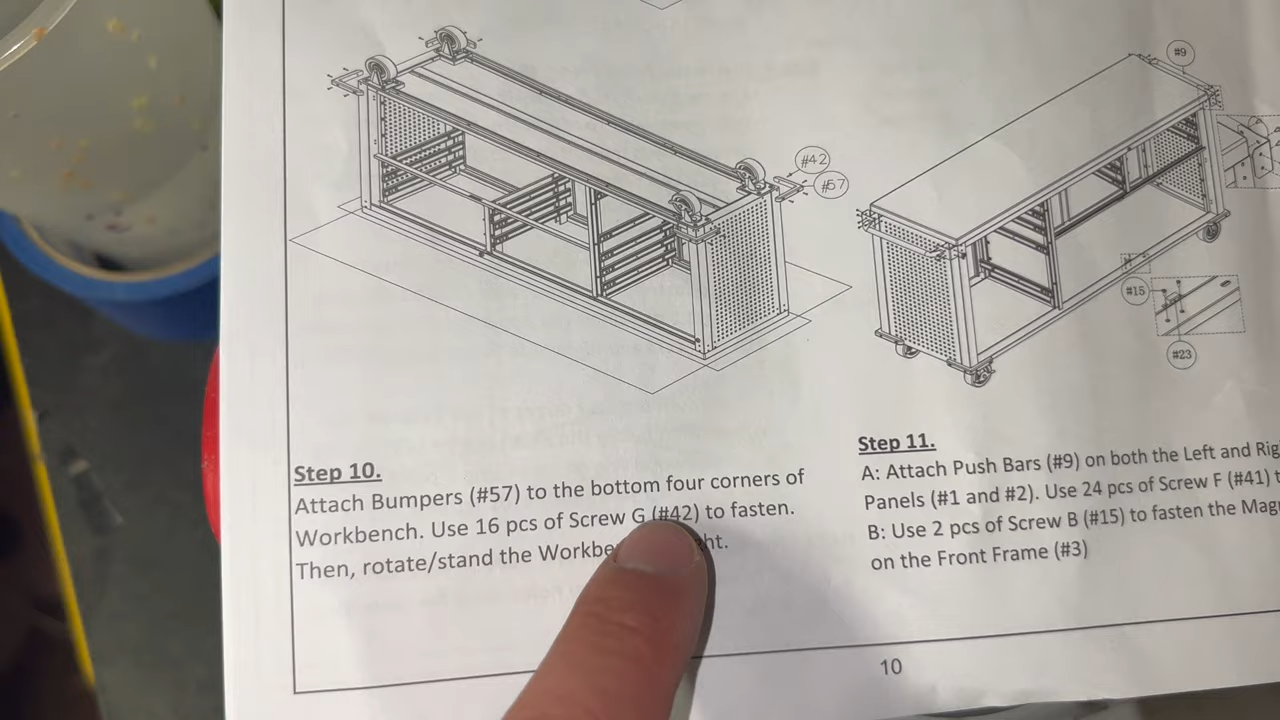 #9
#42
#57
#15
#23
Step 10.
Attach Bumpers (#57) to the bottom four corners of
Workbench. Use 16 pcs of Screw G (#42) to fasten.
Then, rotate/stand the
Step 11.
A: Attach Push Bars (#9) on both the Left and
Panels (#1 and #2). Use 24 pcs of Screw F (#41)
B: Use 2 pcs of Screw B (#15) to fasten the
on the Front Frame (#3)
10